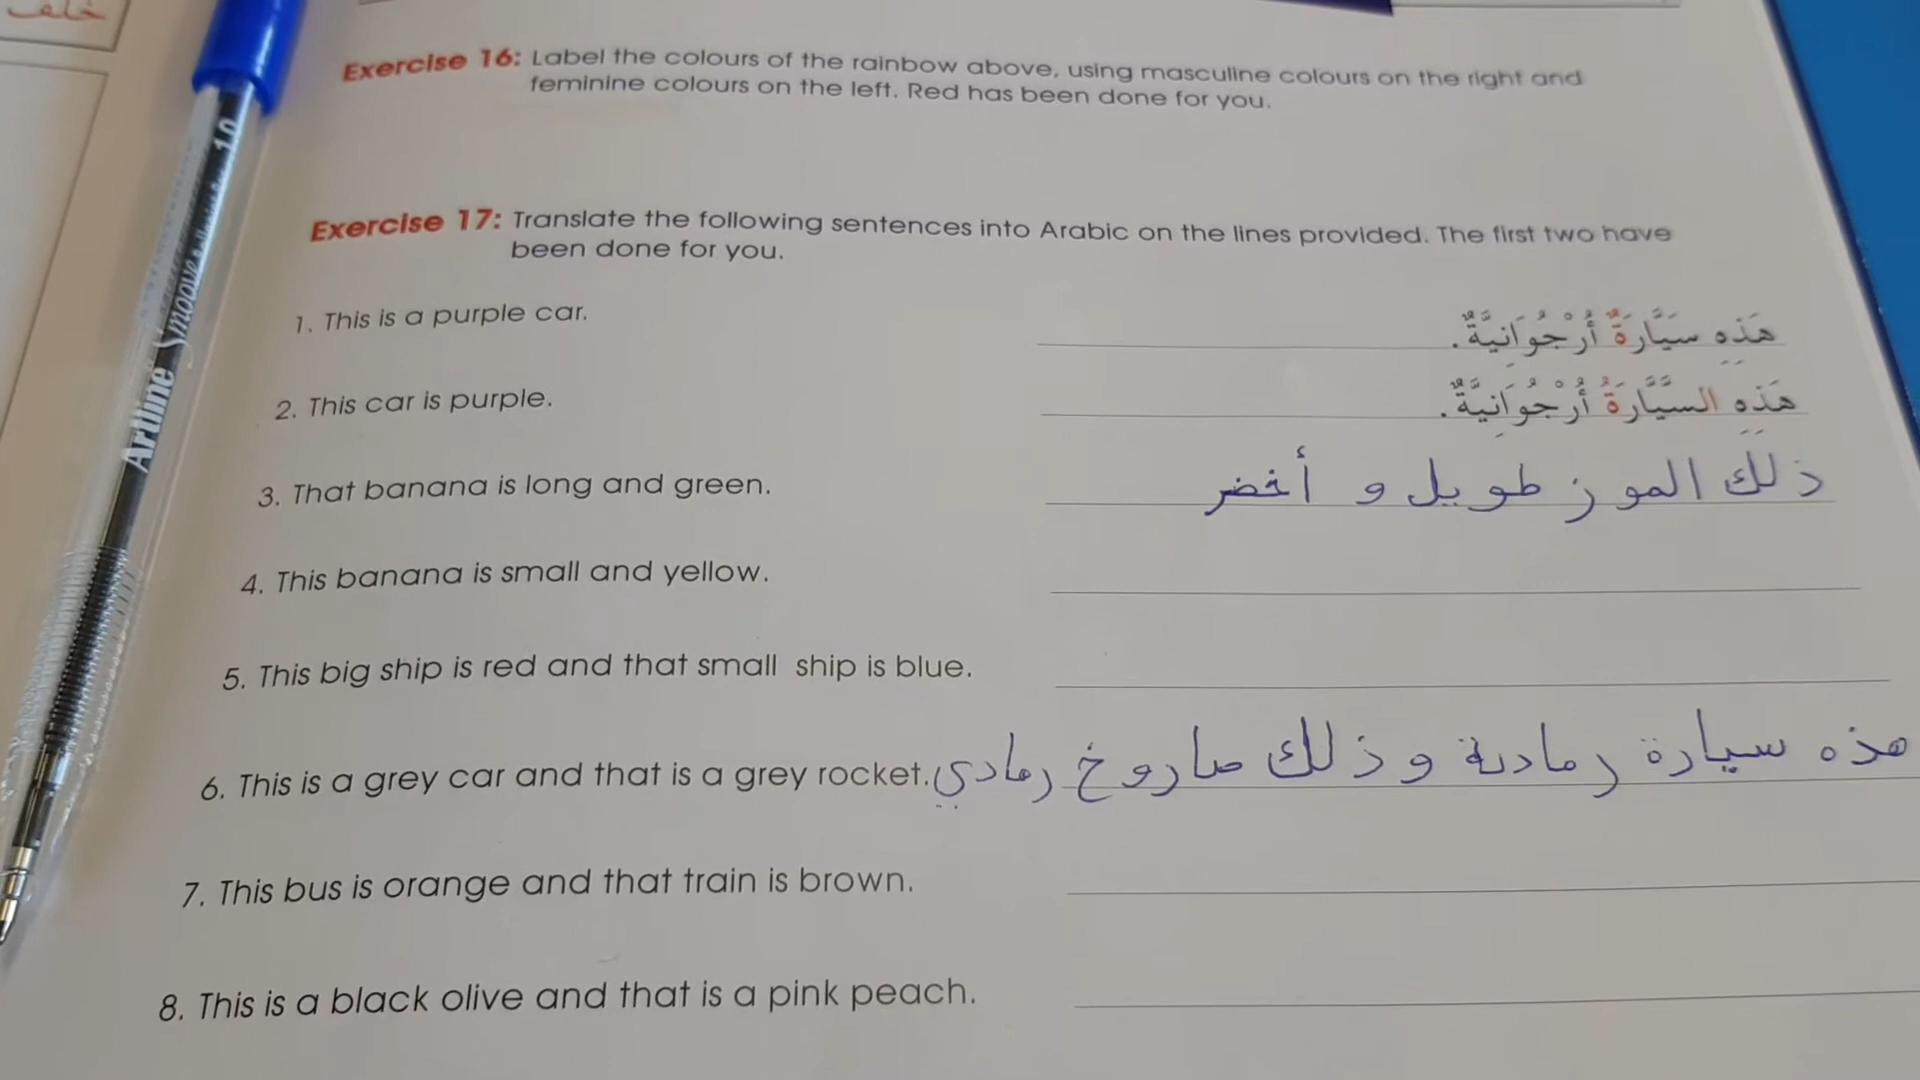 خلف
Artline Smoove 1.0
Exercise 16: Label the colours of the rainbow above, using masculine colours on the right and
feminine colours on the left. Red has been done for you.
Exercise 17: Translate the following sentences into Arabic on the lines provided. The first two have
been done for you.
1. This is a purple car.
هَذِهِ سَيَّارَةٌ أُرْجُوَانِيَّةٌ.
2. This car is purple.
هَذِهِ السَّيَّارَةُ أُرْجُوَانِيَّةٌ.
3. That banana is long and green.
ذلك الموز طويل و أخضر
4. This banana is small and yellow.
5. This big ship is red and that small ship is blue.
6. This is a grey car and that is a grey rocket.
هذه سيارة رمادية وذلك صاروخ رمادي
7. This bus is orange and that train is brown.
8. This is a black olive and that is a pink peach.